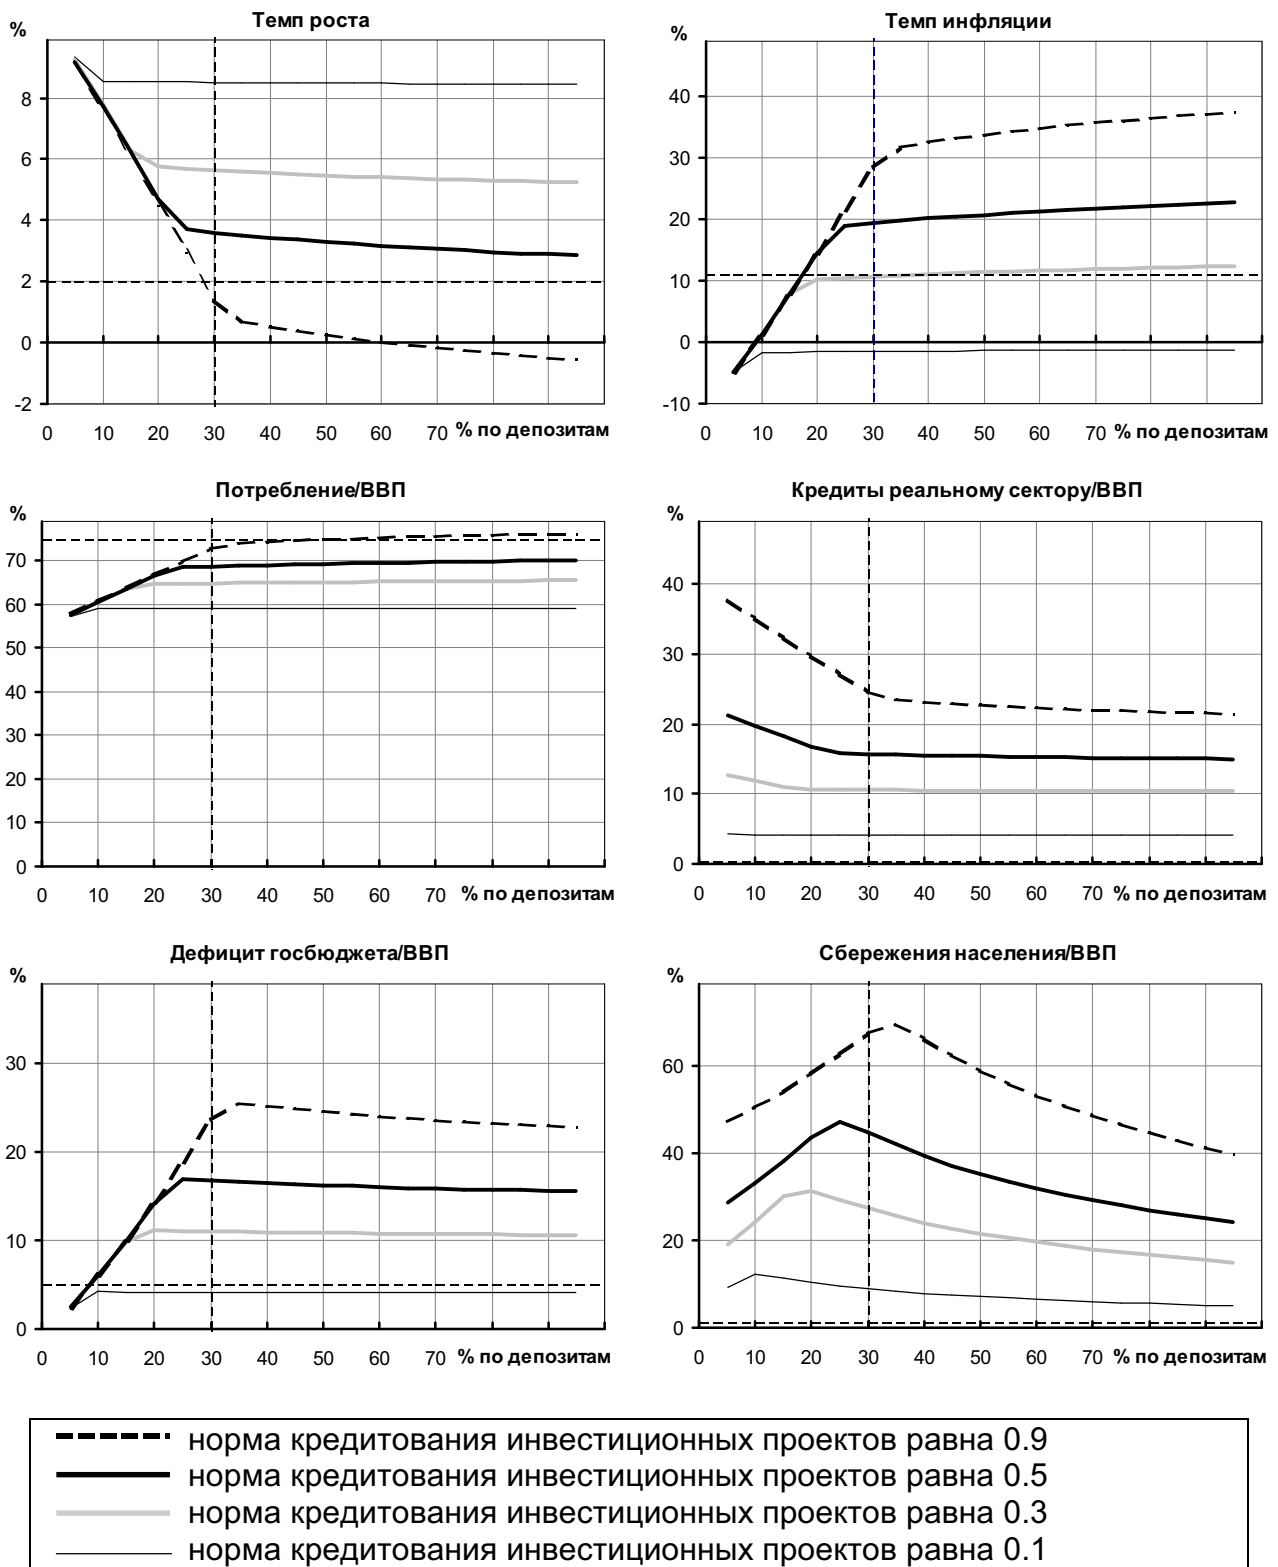 Темп роста
%
8
6
4
2
0
-2
0 10 20 30 40 50 60 70 % по депозитам
Темп инфляции
%
40
30
20
10
0
-10
0 10 20 30 40 50 60 70 % по депозитам
Потребление/ВВП
%
70
60
50
40
30
20
10
0
0 10 20 30 40 50 60 70 % по депозитам
Кредиты реальному сектору/ВВП
%
40
30
20
10
0
0 10 20 30 40 50 60 70 % по депозитам
Дефицит госбюджета/ВВП
%
30
20
10
0
0 10 20 30 40 50 60 70 % по депозитам
Сбережения населения/ВВП
%
60
40
20
0
0 10 20 30 40 50 60 70 % по депозитам
норма кредитования инвестиционных проектов равна 0.9
норма кредитования инвестиционных проектов равна 0.5
норма кредитования инвестиционных проектов равна 0.3
норма кредитования инвестиционных проектов равна 0.1